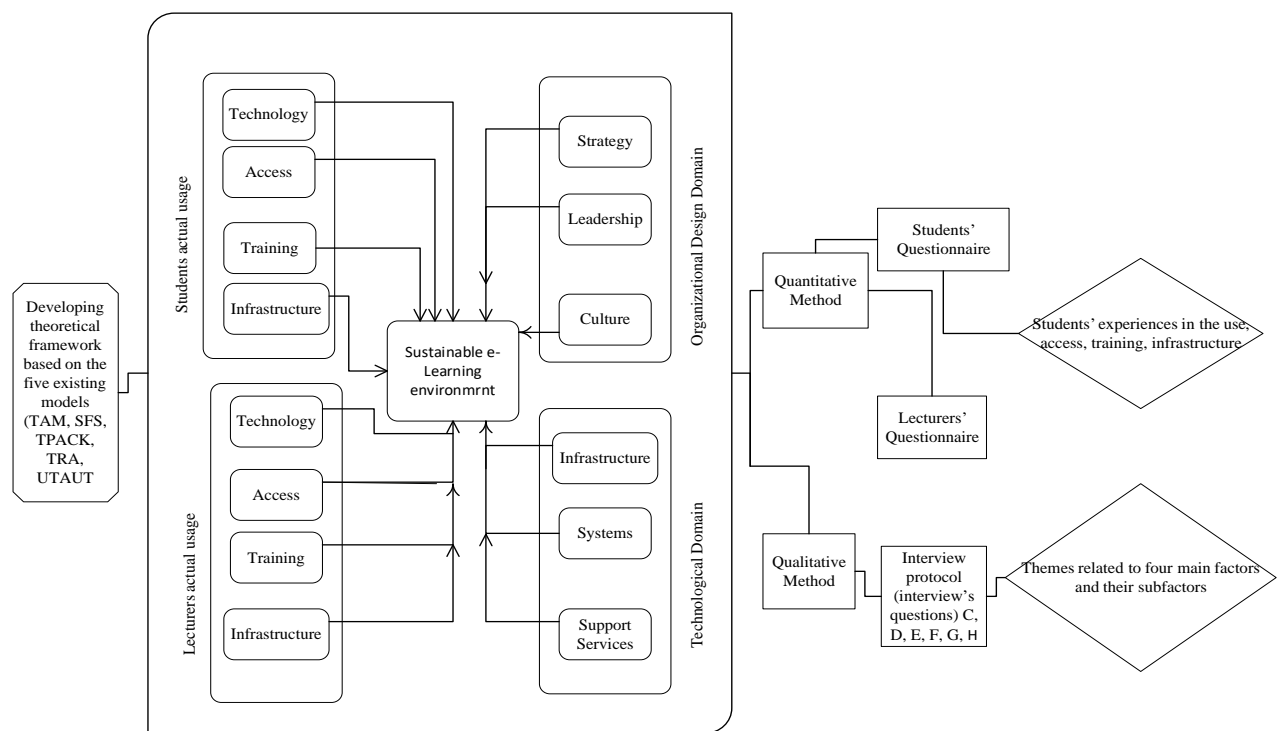 Developing
theoretical
framework
based on the
five existing
models
(TAM, SFS,
TPACK,
TRA,
UTAUT
Students actual usage
Technology
Access
Training
Infrastructure
Lecturers actual usage
Technology
Access
Training
Infrastructure
Sustainable e-
Learning
environmrnt
Strategy
Leadership
Culture
Organizational Design Domain
Infrastructure
Systems
Support
Services
Technological Domain
Quantitative
Method
Students'
Questionnaire
Lecturers'
Questionnaire
Students' experiences in the use,
access, training, infrastructure
Qualitative
Method
Interview
protocol
(interview's
questions) C,
D, E, F, G, H
Themes related to four main factors
and their subfactors